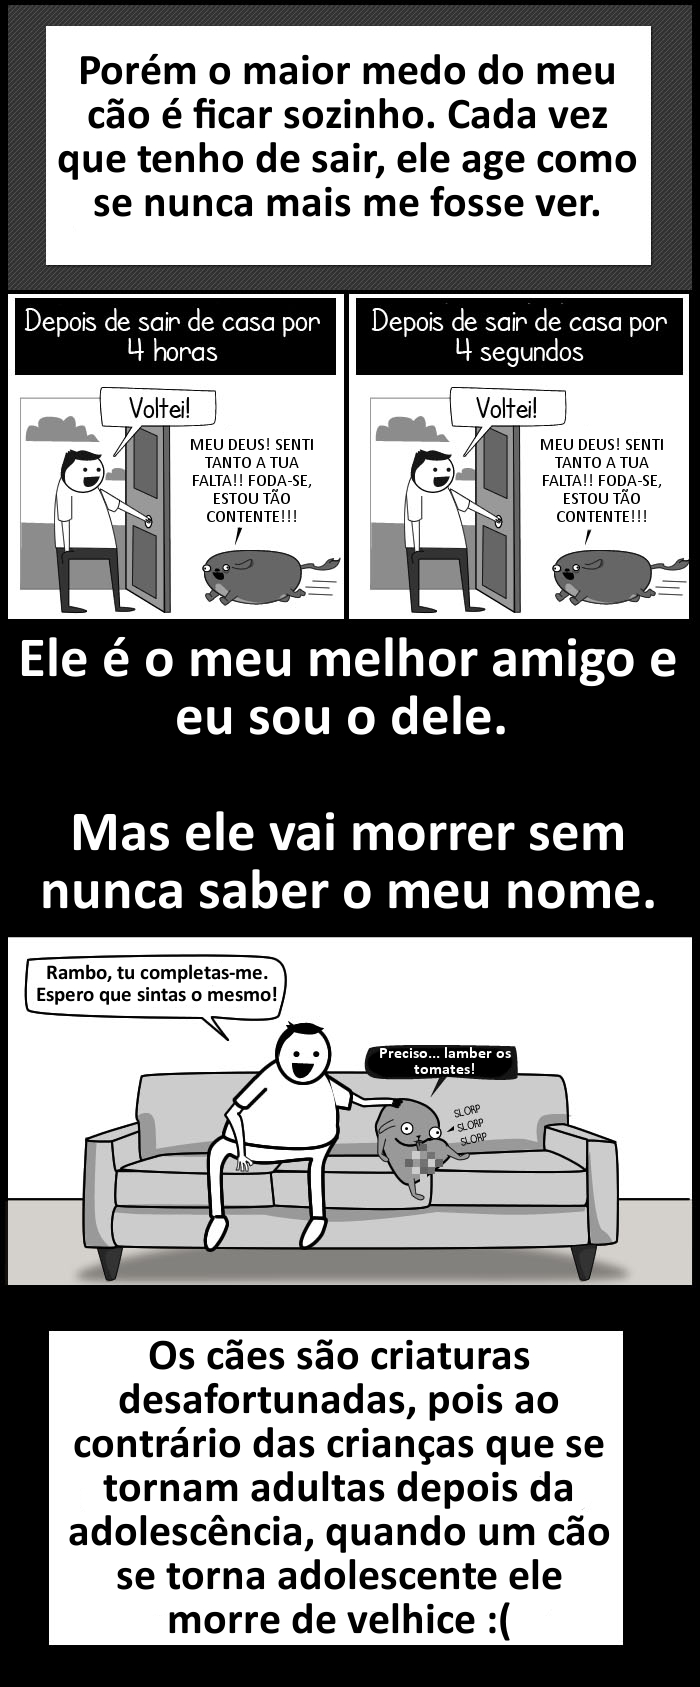 Porém o maior medo do meu
cão é ficar sozinho. Cada vez
que tenho de sair, ele age como
se nunca mais me fosse ver.
Depois de sair de casa por
4 horas
Voltei!
MEU DEUS! SENTI
TANTO A TUA
FALTA!! FODA-SE,
ESTOU TÃO
CONTENTE!!!
Depois de sair de casa por
4 segundos
Voltei!
MEU DEUS! SENTI
TANTO A TUA
FALTA!! FODA-SE,
ESTOU TÃO
CONTENTE!!!
Ele é o meu melhor amigo e
eu sou o dele.
Mas ele vai morrer sem
nunca saber o meu nome.
Rambo, tu completas-me.
Espero que sintas o mesmo!
Preciso... lamber os
tomates!
SLORP
SLORP
SLORP
Os cães são criaturas
desafortunadas, pois ao
contrário das crianças que se
tornam adultas depois da
adolescência, quando um cão
se torna adolescente ele
morre de velhice :(